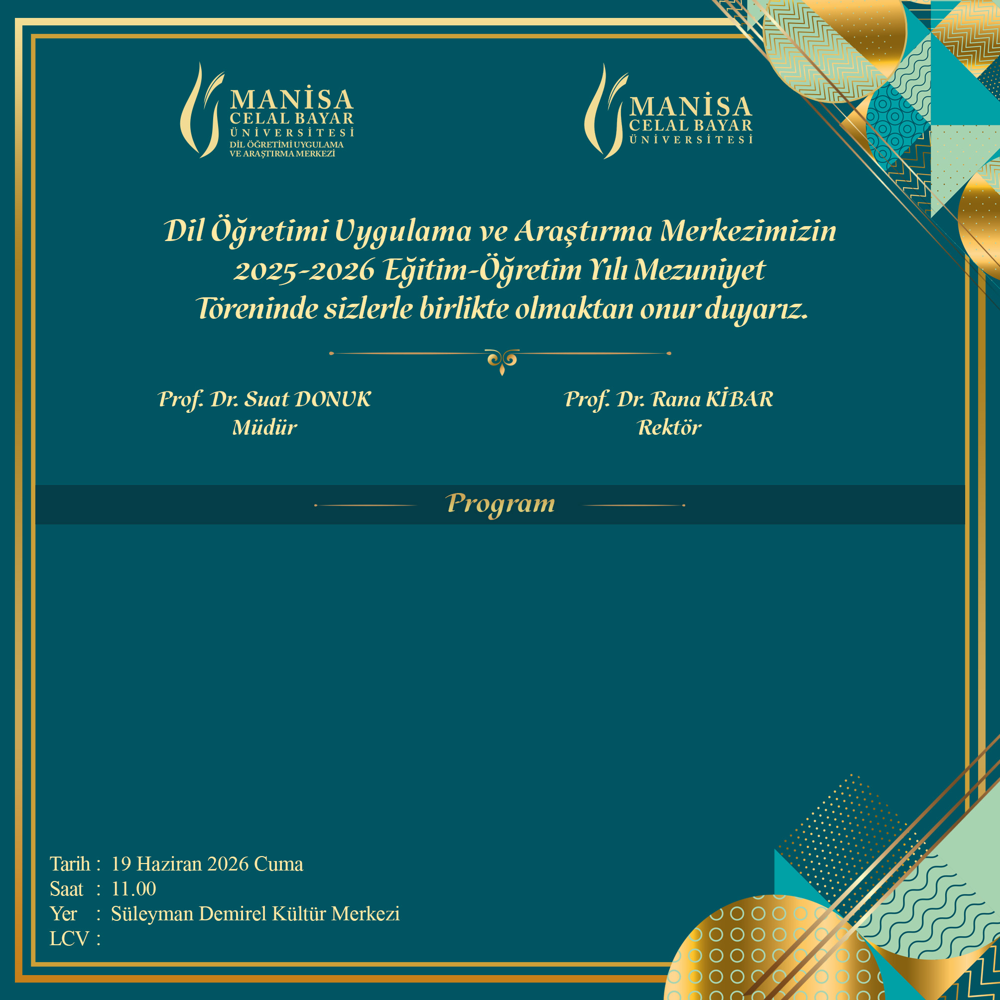 MANİSA
CELAL BAYAR
ÜNİVERSİTESİ
DİL ÖĞRETİMİ UYGULAMA
VE ARAŞTIRMA MERKEZİ
MANİSA
CELAL BAYAR
ÜNİVERSİTESİ
Dil Öğretimi Uygulama ve Araştırma Merkezimizin
2025-2026 Eğitim-Öğretim Yılı Mezuniyet
Töreninde sizlerle birlikte olmaktan onur duyarız.
Prof. Dr. Suat DONUK
Müdür
Prof. Dr. Rana KİBAR
Rektör
Program
Tarih : 19 Haziran 2026 Cuma
Saat : 11.00
Yer : Süleyman Demirel Kültür Merkezi
LCV :